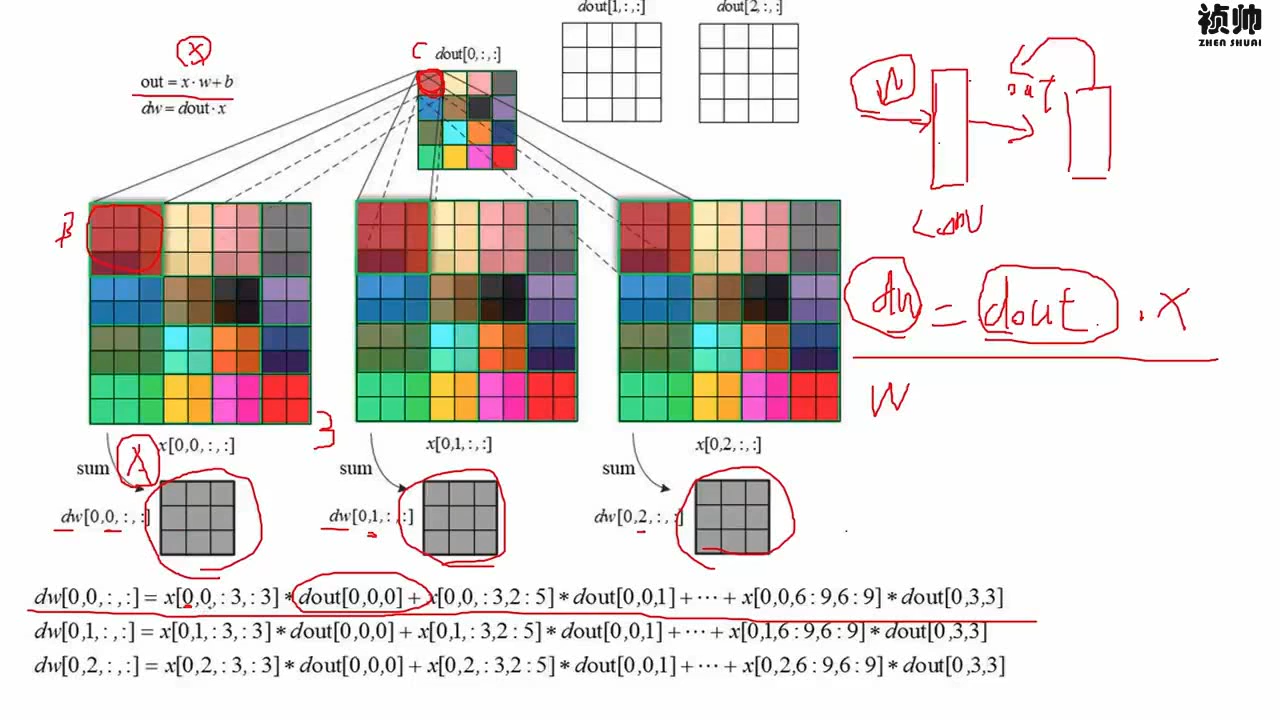 dout[1,:,:]
dout[2,:,:]
祯帅
ZHEN SHUAI
X
C
dout[0,:,:]
out = x·w+b
dw = dout·x
W
out
B
conv
dw = dout · X
W
3
A
x[0,0,:,:]
x[0,1,:,:]
x[0,2,:,:]
sum
sum
sum
dw[0,0,:,:]
dw[0,1,:,:]
dw[0,2,:,:]
dw[0,0,:,:] = x[0,0,:3,:3]*dout[0,0,0]+x[0,0,:3,2:5]*dout[0,0,1]+···+x[0,0,6:9,6:9]*dout[0,3,3]
dw[0,1,:,:] = x[0,1,:3,:3]*dout[0,0,0]+x[0,1,:3,2:5]*dout[0,0,1]+···+x[0,1,6:9,6:9]*dout[0,3,3]
dw[0,2,:,:] = x[0,2,:3,:3]*dout[0,0,0]+x[0,2,:3,2:5]*dout[0,0,1]+···+x[0,2,6:9,6:9]*dout[0,3,3]